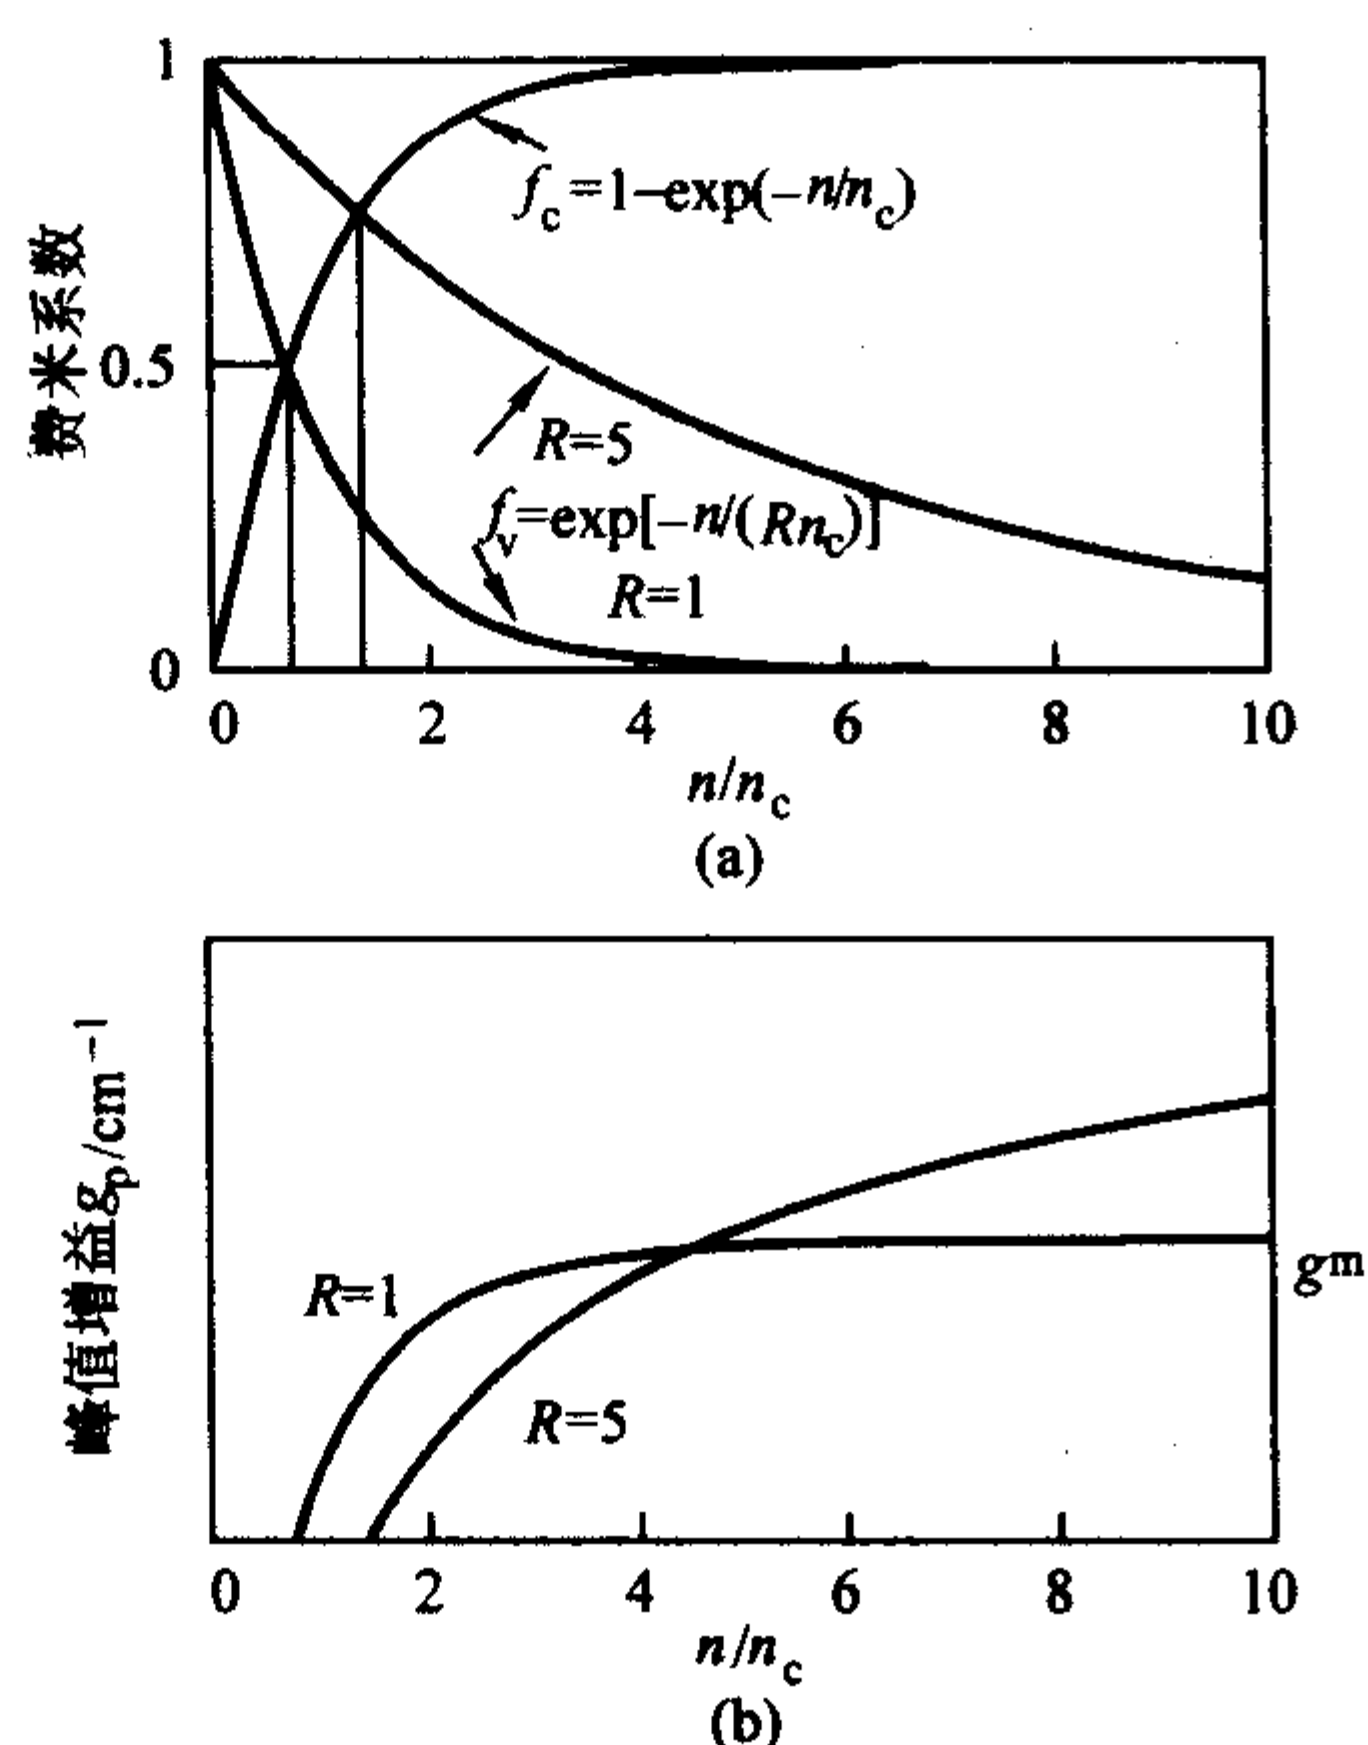 1
f_c=1-exp(-n/n_c)
费米系数
0.5
R=5
f_v=exp[-n/(Rn_c)]
R=1
0
0 2 4 6 8 10
n/n_c
(a)
峰值增益g_p/cm⁻¹
gm
R=1
R=5
0 2 4 6 8 10
n/n_c
(b)